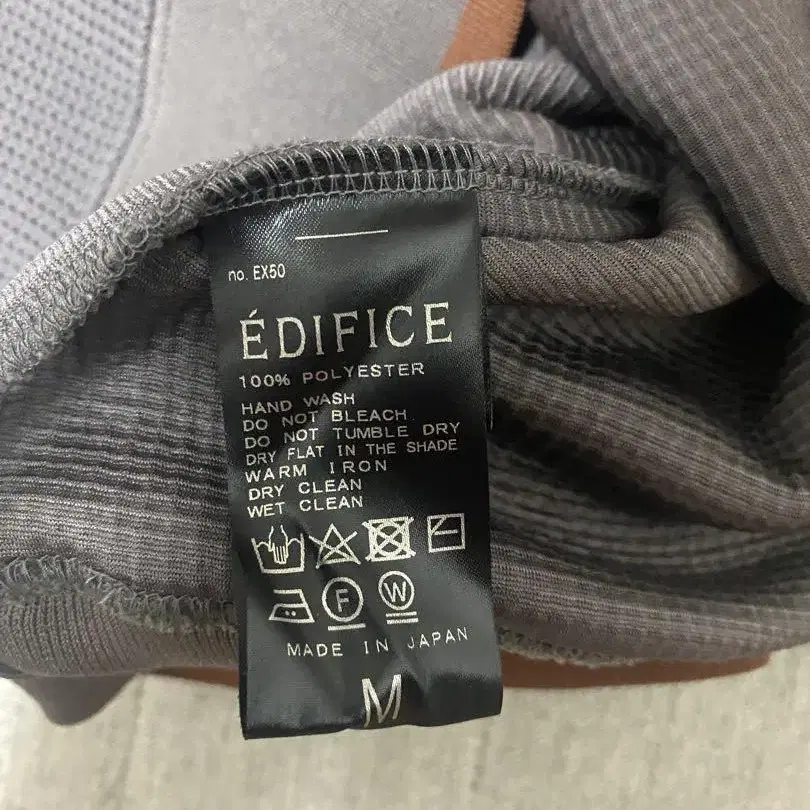 no. EX50
ÉDIFICE
100% POLYESTER
HAND WASH
DO NOT BLEACH
DO NOT TUMBLE DRY
DRY FLAT IN THE SHADE
WARM IRON
DRY CLEAN
WET CLEAN
F W
MADE IN JAPAN
M